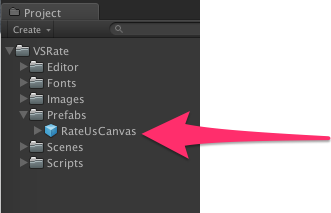 Project
Create
VSRate
Editor
Fonts
Images
Prefabs
RateUsCanvas
Scenes
Scripts